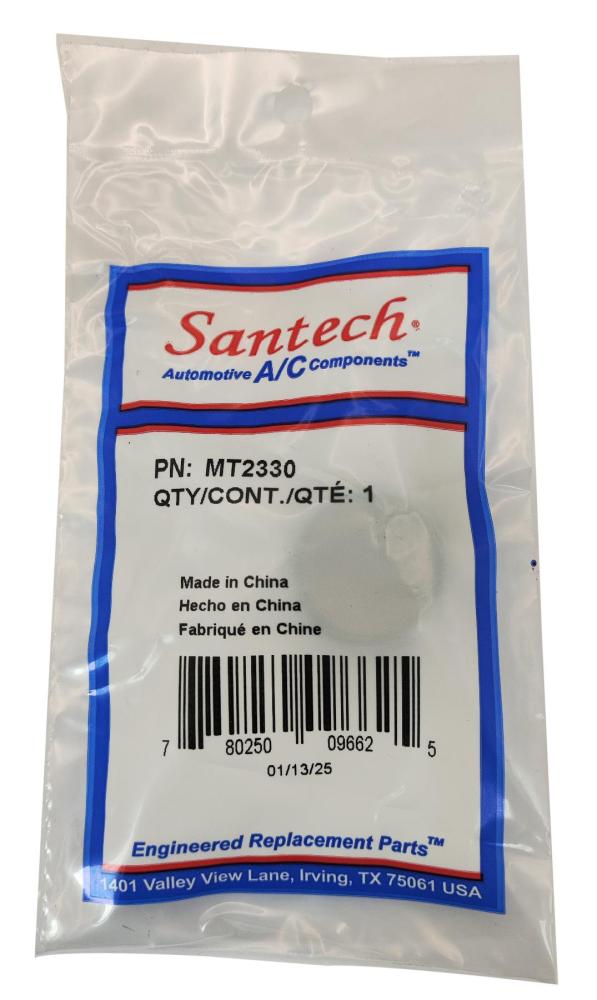 Santech®
Automotive A/C Components™
PN: MT2330
QTY/CONT./QTÉ: 1
Made in China
Hecho en China
Fabriqué en Chine
7 80250 09662 5
01/13/25
Engineered Replacement Parts™
1401 Valley View Lane, Irving, TX 75061 USA